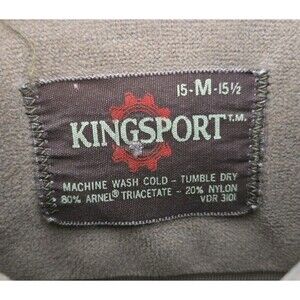 15-M-15½
KINGSPORT T.M.
MACHINE WASH COLD - TUMBLE DRY
80% ARNEL® TRIACETATE - 20% NYLON
VDR 3101